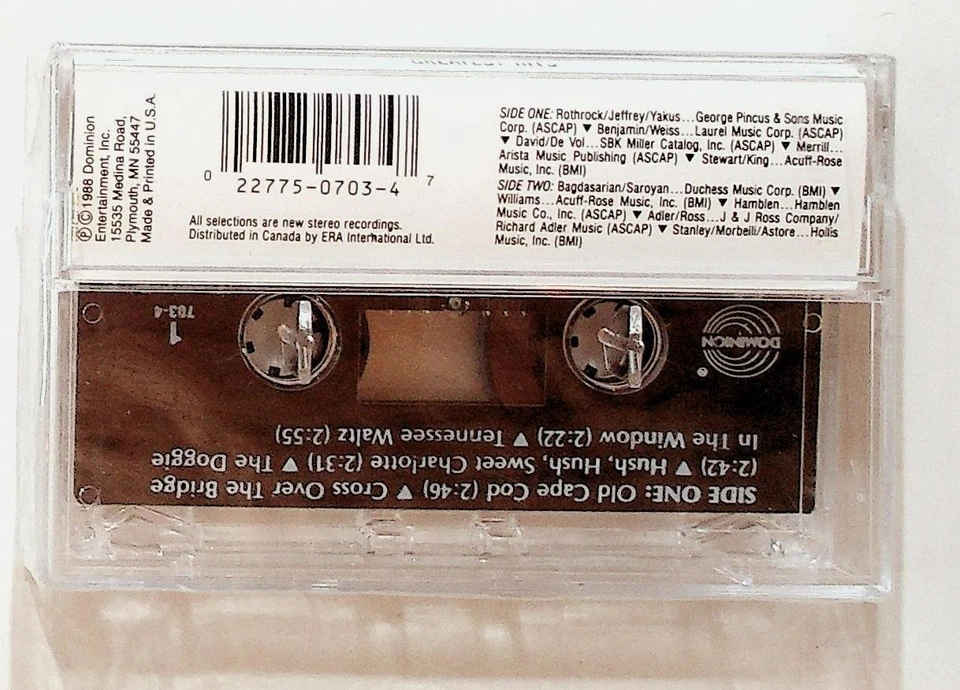 GREATEST HITS
Ⓟ©1988 Dominion
Entertainment, Inc.
15535 Medina Road,
Plymouth, MN 55447
Made & Printed in U.S.A.
0 22775-0703-4 7
All selections are new stereo recordings.
Distributed in Canada by ERA International Ltd.
SIDE ONE: Rothrock/Jeffrey/Yakus...George Pincus & Sons Music
Corp. (ASCAP) ▼ Benjamin/Weiss...Laurel Music Corp. (ASCAP)
▼ David/De Vol...SBK Miller Catalog, Inc. (ASCAP) ▼ Merrill...
Arista Music Publishing (ASCAP) ▼ Stewart/King...Acuff-Rose
Music, Inc. (BMI)
SIDE TWO: Bagdasarian/Saroyan...Duchess Music Corp. (BMI) ▼
Williams...Acuff-Rose Music, Inc. (BMI) ▼ Hamblen...Hamblen
Music Co., Inc. (ASCAP) ▼ Adler/Ross...J & J Ross Company/
Richard Adler Music (ASCAP) ▼ Stanley/Morbelli/Astore...Hollis
Music, Inc. (BMI)
SIDE ONE: Old Cape Cod (2:46) ▼ Cross Over The Bridge
(2:42) ▼ Hush, Hush, Sweet Charlotte (2:31) ▼ The Doggie
In The Window (2:22) ▼ Tennessee Waltz (2:55)
DOMINION
1
703-4